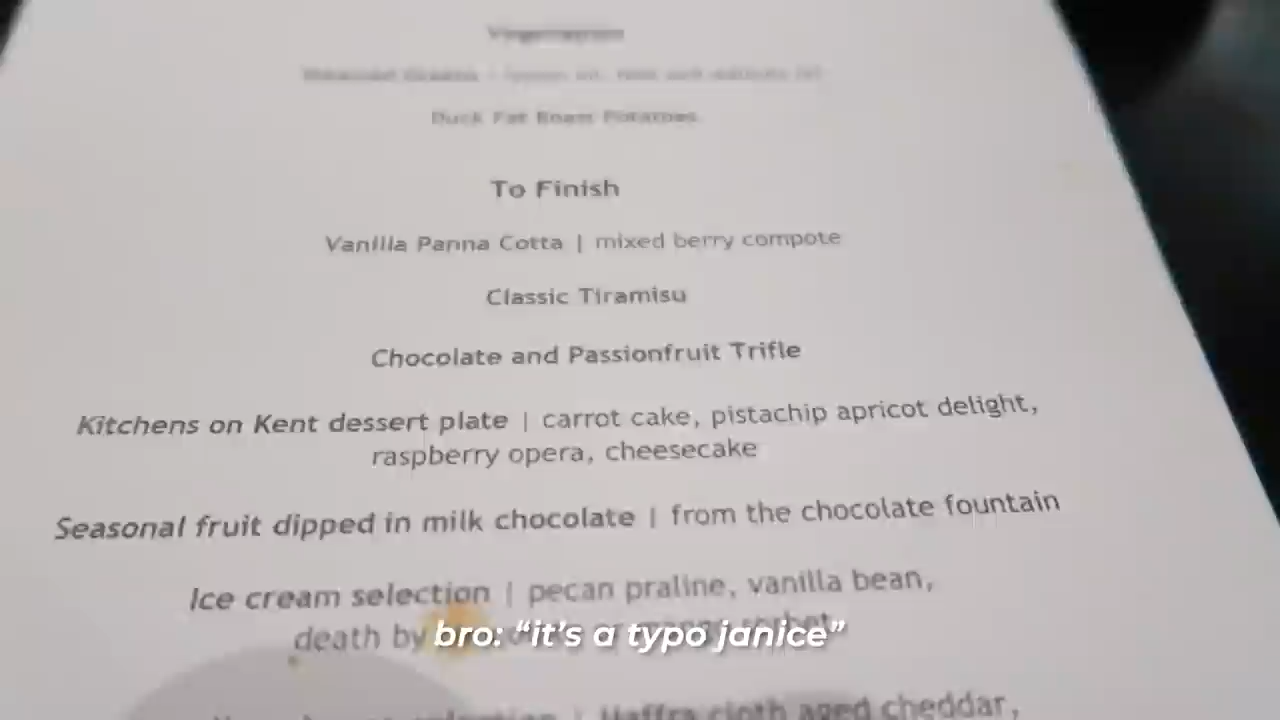 Duck Fat Roast Potatoes
To Finish
Vanilla Panna Cotta | mixed berry compote
Classic Tiramisu
Chocolate and Passionfruit Trifle
Kitchens on Kent dessert plate | carrot cake, pistachip apricot delight,
raspberry opera, cheesecake
Seasonal fruit dipped in milk chocolate | from the chocolate fountain
Ice cream selection | pecan praline, vanilla bean,
death by
bro: “it’s a typo janice”
selection | cloth aged cheddar,